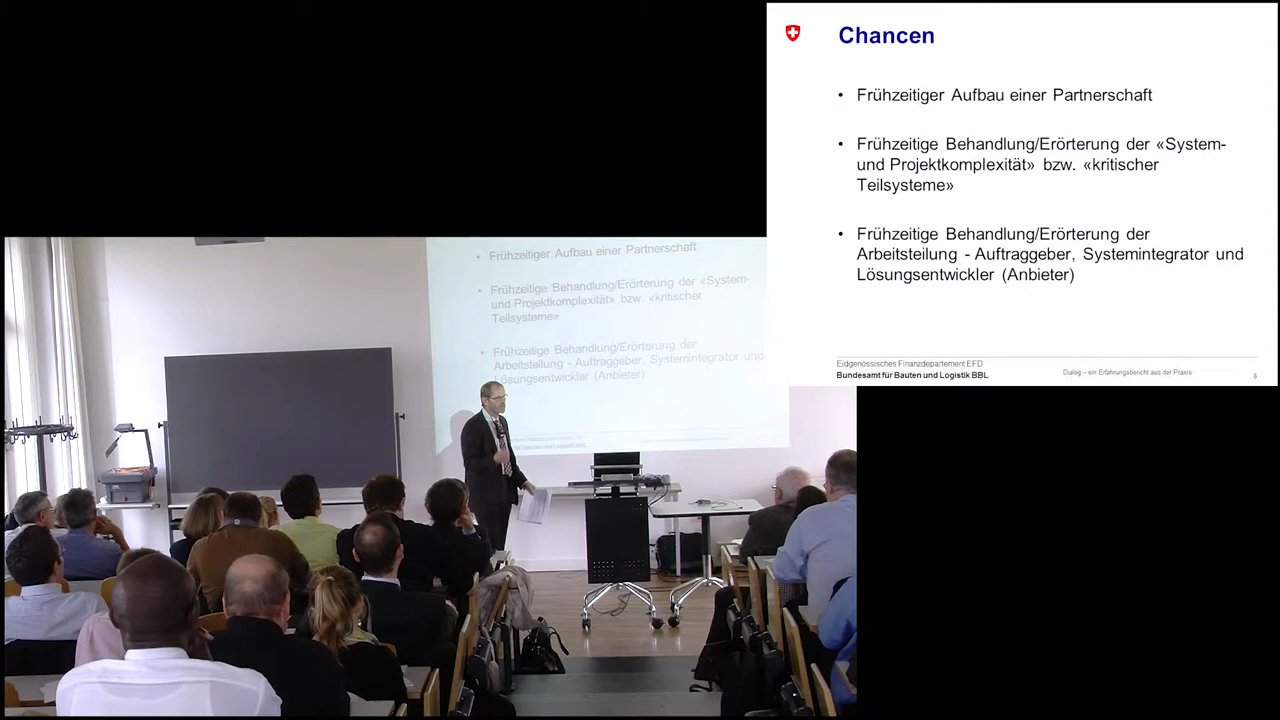 Chancen
• Frühzeitiger Aufbau einer Partnerschaft
• Frühzeitige Behandlung/Erörterung der «System-
und Projektkomplexität» bzw. «kritischer
Teilsysteme»
• Frühzeitige Behandlung/Erörterung der
Arbeitsteilung - Auftraggeber, Systemintegrator und
Lösungsentwickler (Anbieter)
Eidgenössisches Finanzdepartement EFD
Bundesamt für Bauten und Logistik BBL
Dialog – ein Erfahrungsbericht aus der Praxis
6
• Frühzeitiger Aufbau einer Partnerschaft
• Frühzeitige Behandlung/Erörterung der «System-
und Projektkomplexität» bzw. «kritischer
Teilsysteme»
• Frühzeitige Behandlung/Erörterung der
Arbeitsteilung - Auftraggeber, Systemintegrator und
Lösungsentwickler (Anbieter)